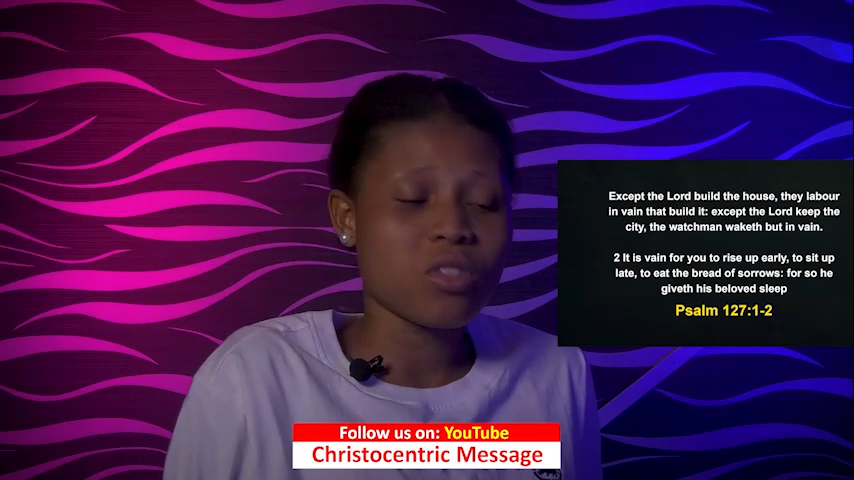 Except the Lord build the house, they labour
in vain that build it: except the Lord keep the
city, the watchman waketh but in vain.
2 It is vain for you to rise up early, to sit up
late, to eat the bread of sorrows: for so he
giveth his beloved sleep
Psalm 127:1-2
Follow us on: YouTube
Christocentric Message